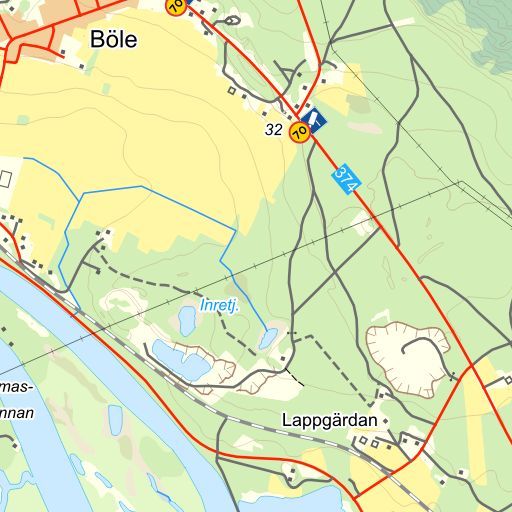 70
Böle
32
70
374
Inretj.
mas-
nnan
Lappgärdan